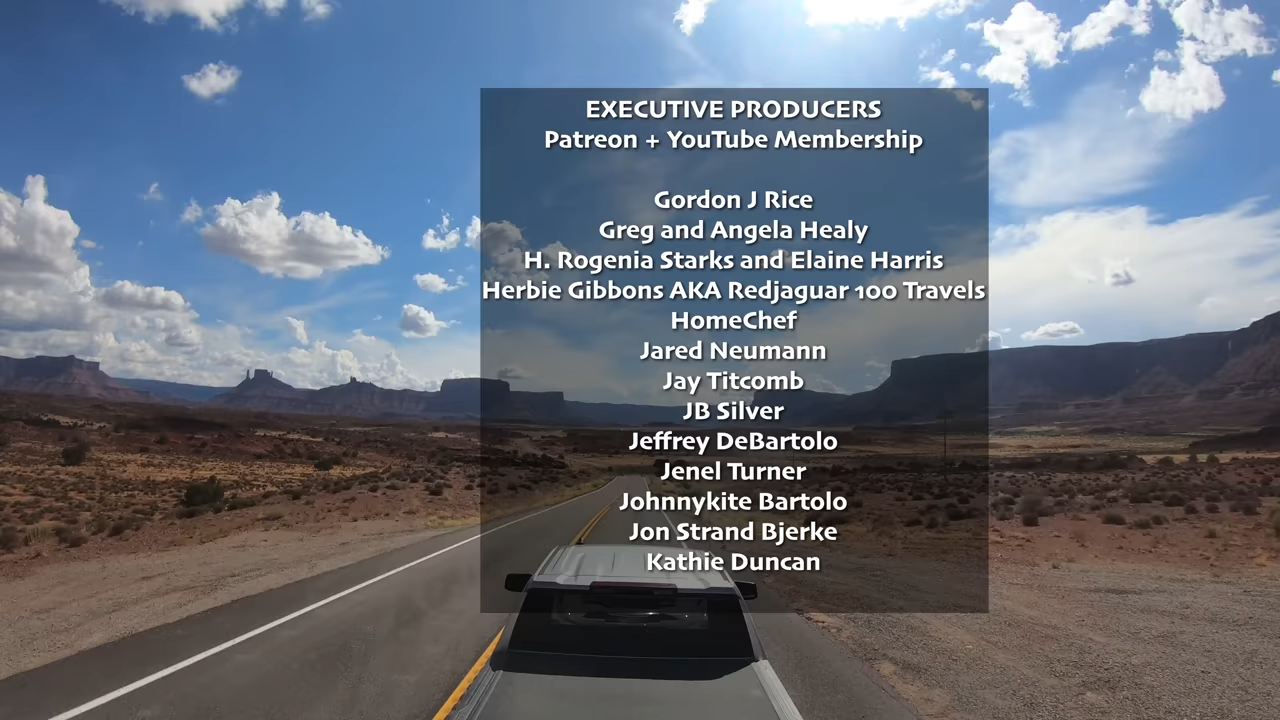 EXECUTIVE PRODUCERS
Patreon + YouTube Membership
Gordon J Rice
Greg and Angela Healy
H. Rogenia Starks and Elaine Harris
Herbie Gibbons AKA Redjaguar 100 Travels
HomeChef
Jared Neumann
Jay Titcomb
JB Silver
Jeffrey DeBartolo
Jenel Turner
Johnnykite Bartolo
Jon Strand Bjerke
Kathie Duncan